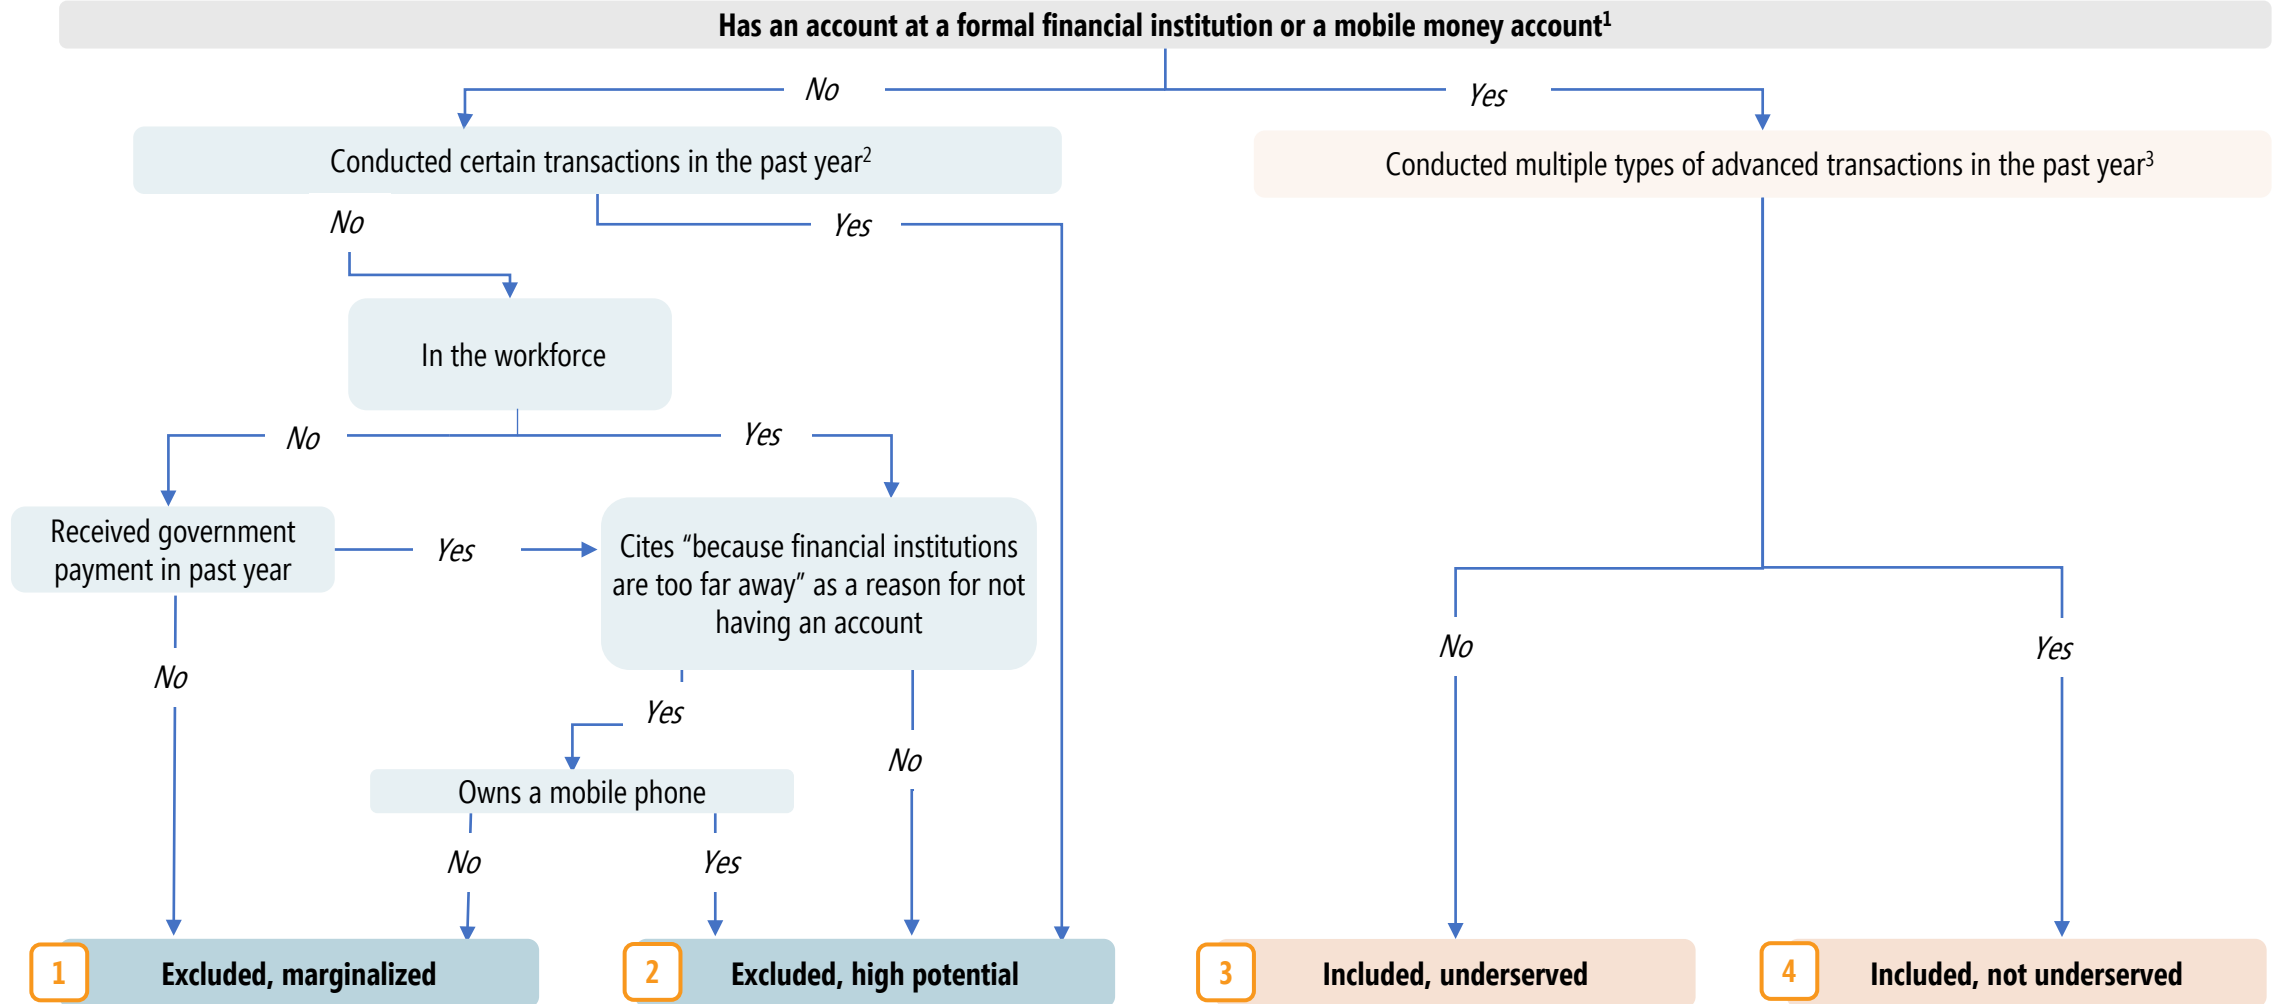 Has an account at a formal financial institution or a mobile money account¹
No
Yes
Conducted certain transactions in the past year²
Conducted multiple types of advanced transactions in the past year³
No
Yes
In the workforce
No
Yes
Received government
payment in past year
Yes
Cites “because financial institutions
are too far away” as a reason for not
having an account
No
Yes
No
No
Yes
Owns a mobile phone
No
Yes
1
Excluded, marginalized
2
Excluded, high potential
3
Included, underserved
4
Included, not underserved